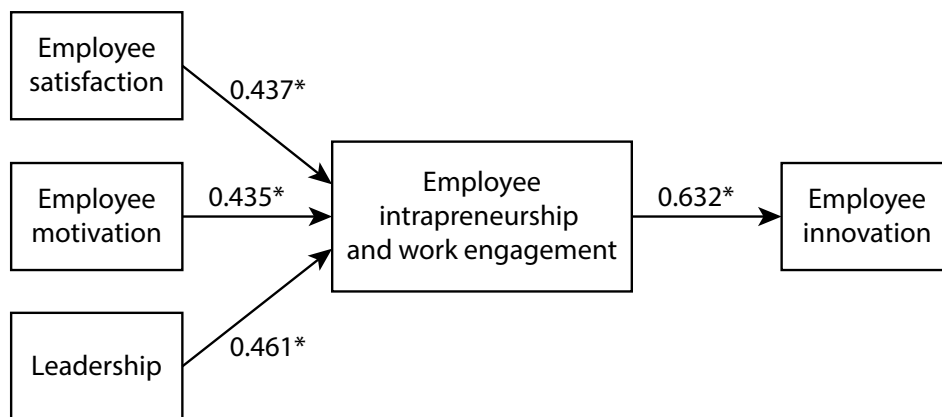 Employee
satisfaction
0.437*
Employee
motivation
0.435*
Employee
intrapreneurship
and work engagement
0.632*
Employee
innovation
Leadership
0.461*